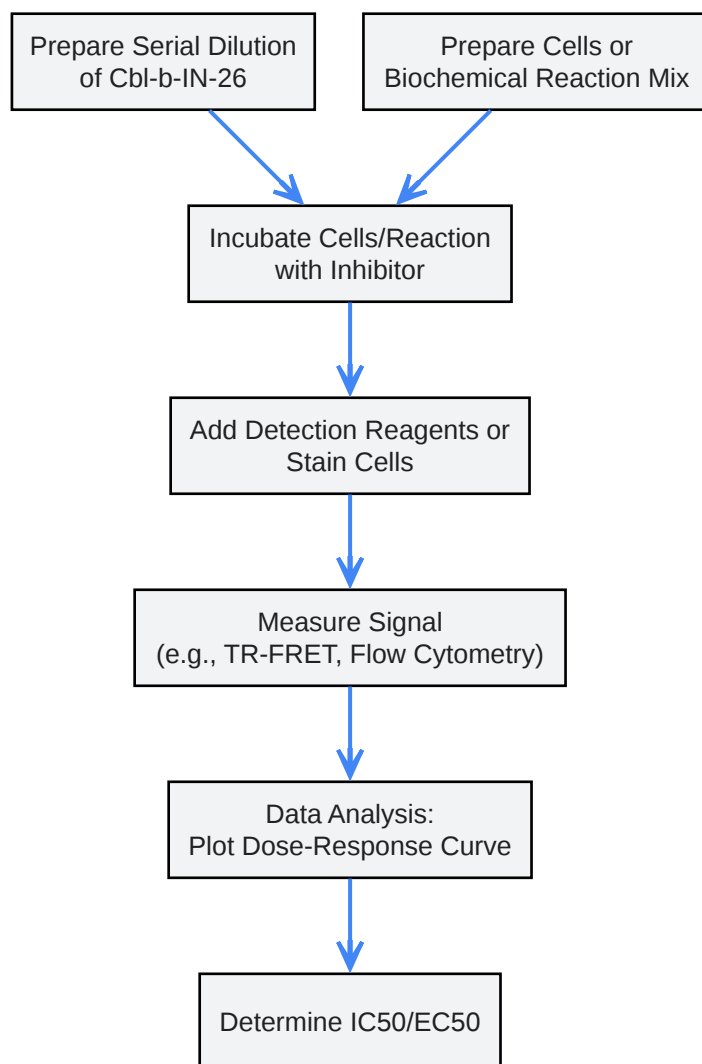 Prepare Serial Dilution
of Cbl-b-IN-26
Prepare Cells or
Biochemical Reaction Mix
Incubate Cells/Reaction
with Inhibitor
Add Detection Reagents or
Stain Cells
Measure Signal
(e.g., TR-FRET, Flow Cytometry)
Data Analysis:
Plot Dose-Response Curve
Determine IC50/EC50